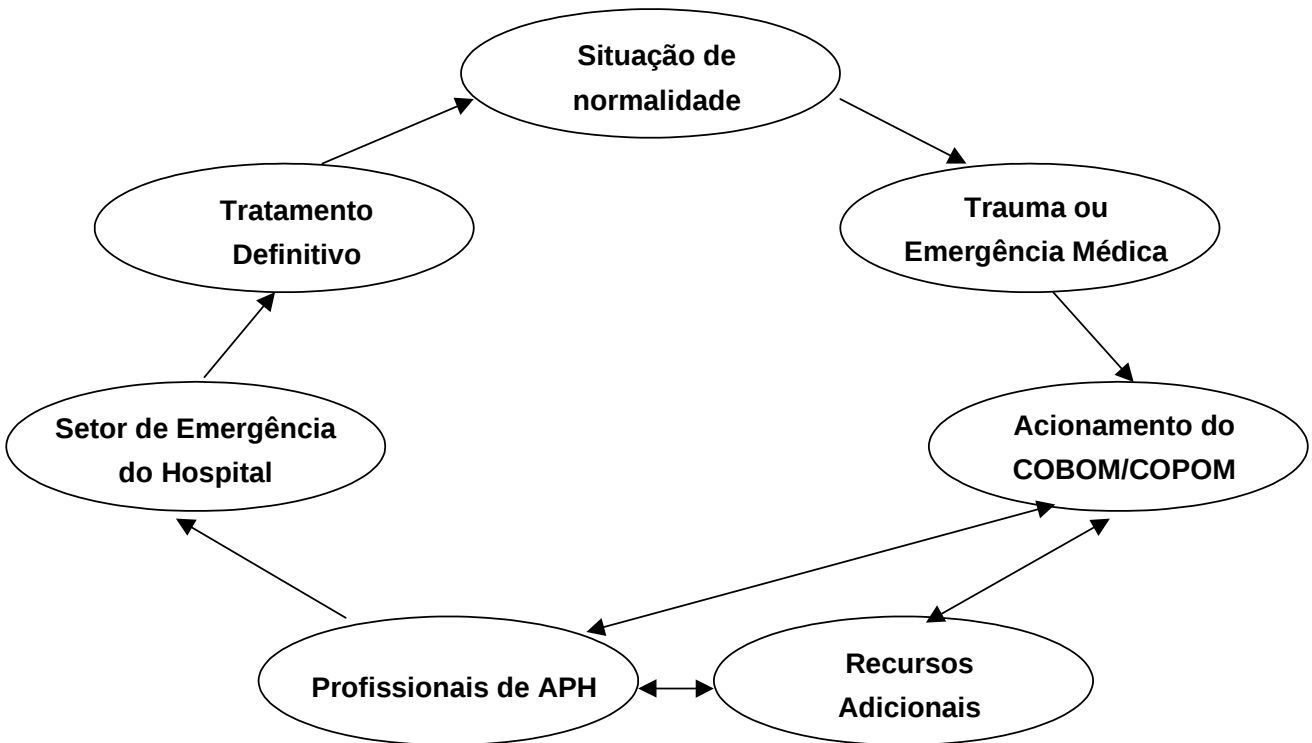 Situação de
normalidade
Trauma ou
Emergência Médica
Acionamento do
COBOM/COPOM
Recursos
Adicionais
Profissionais de APH
Setor de Emergência
do Hospital
Tratamento
Definitivo